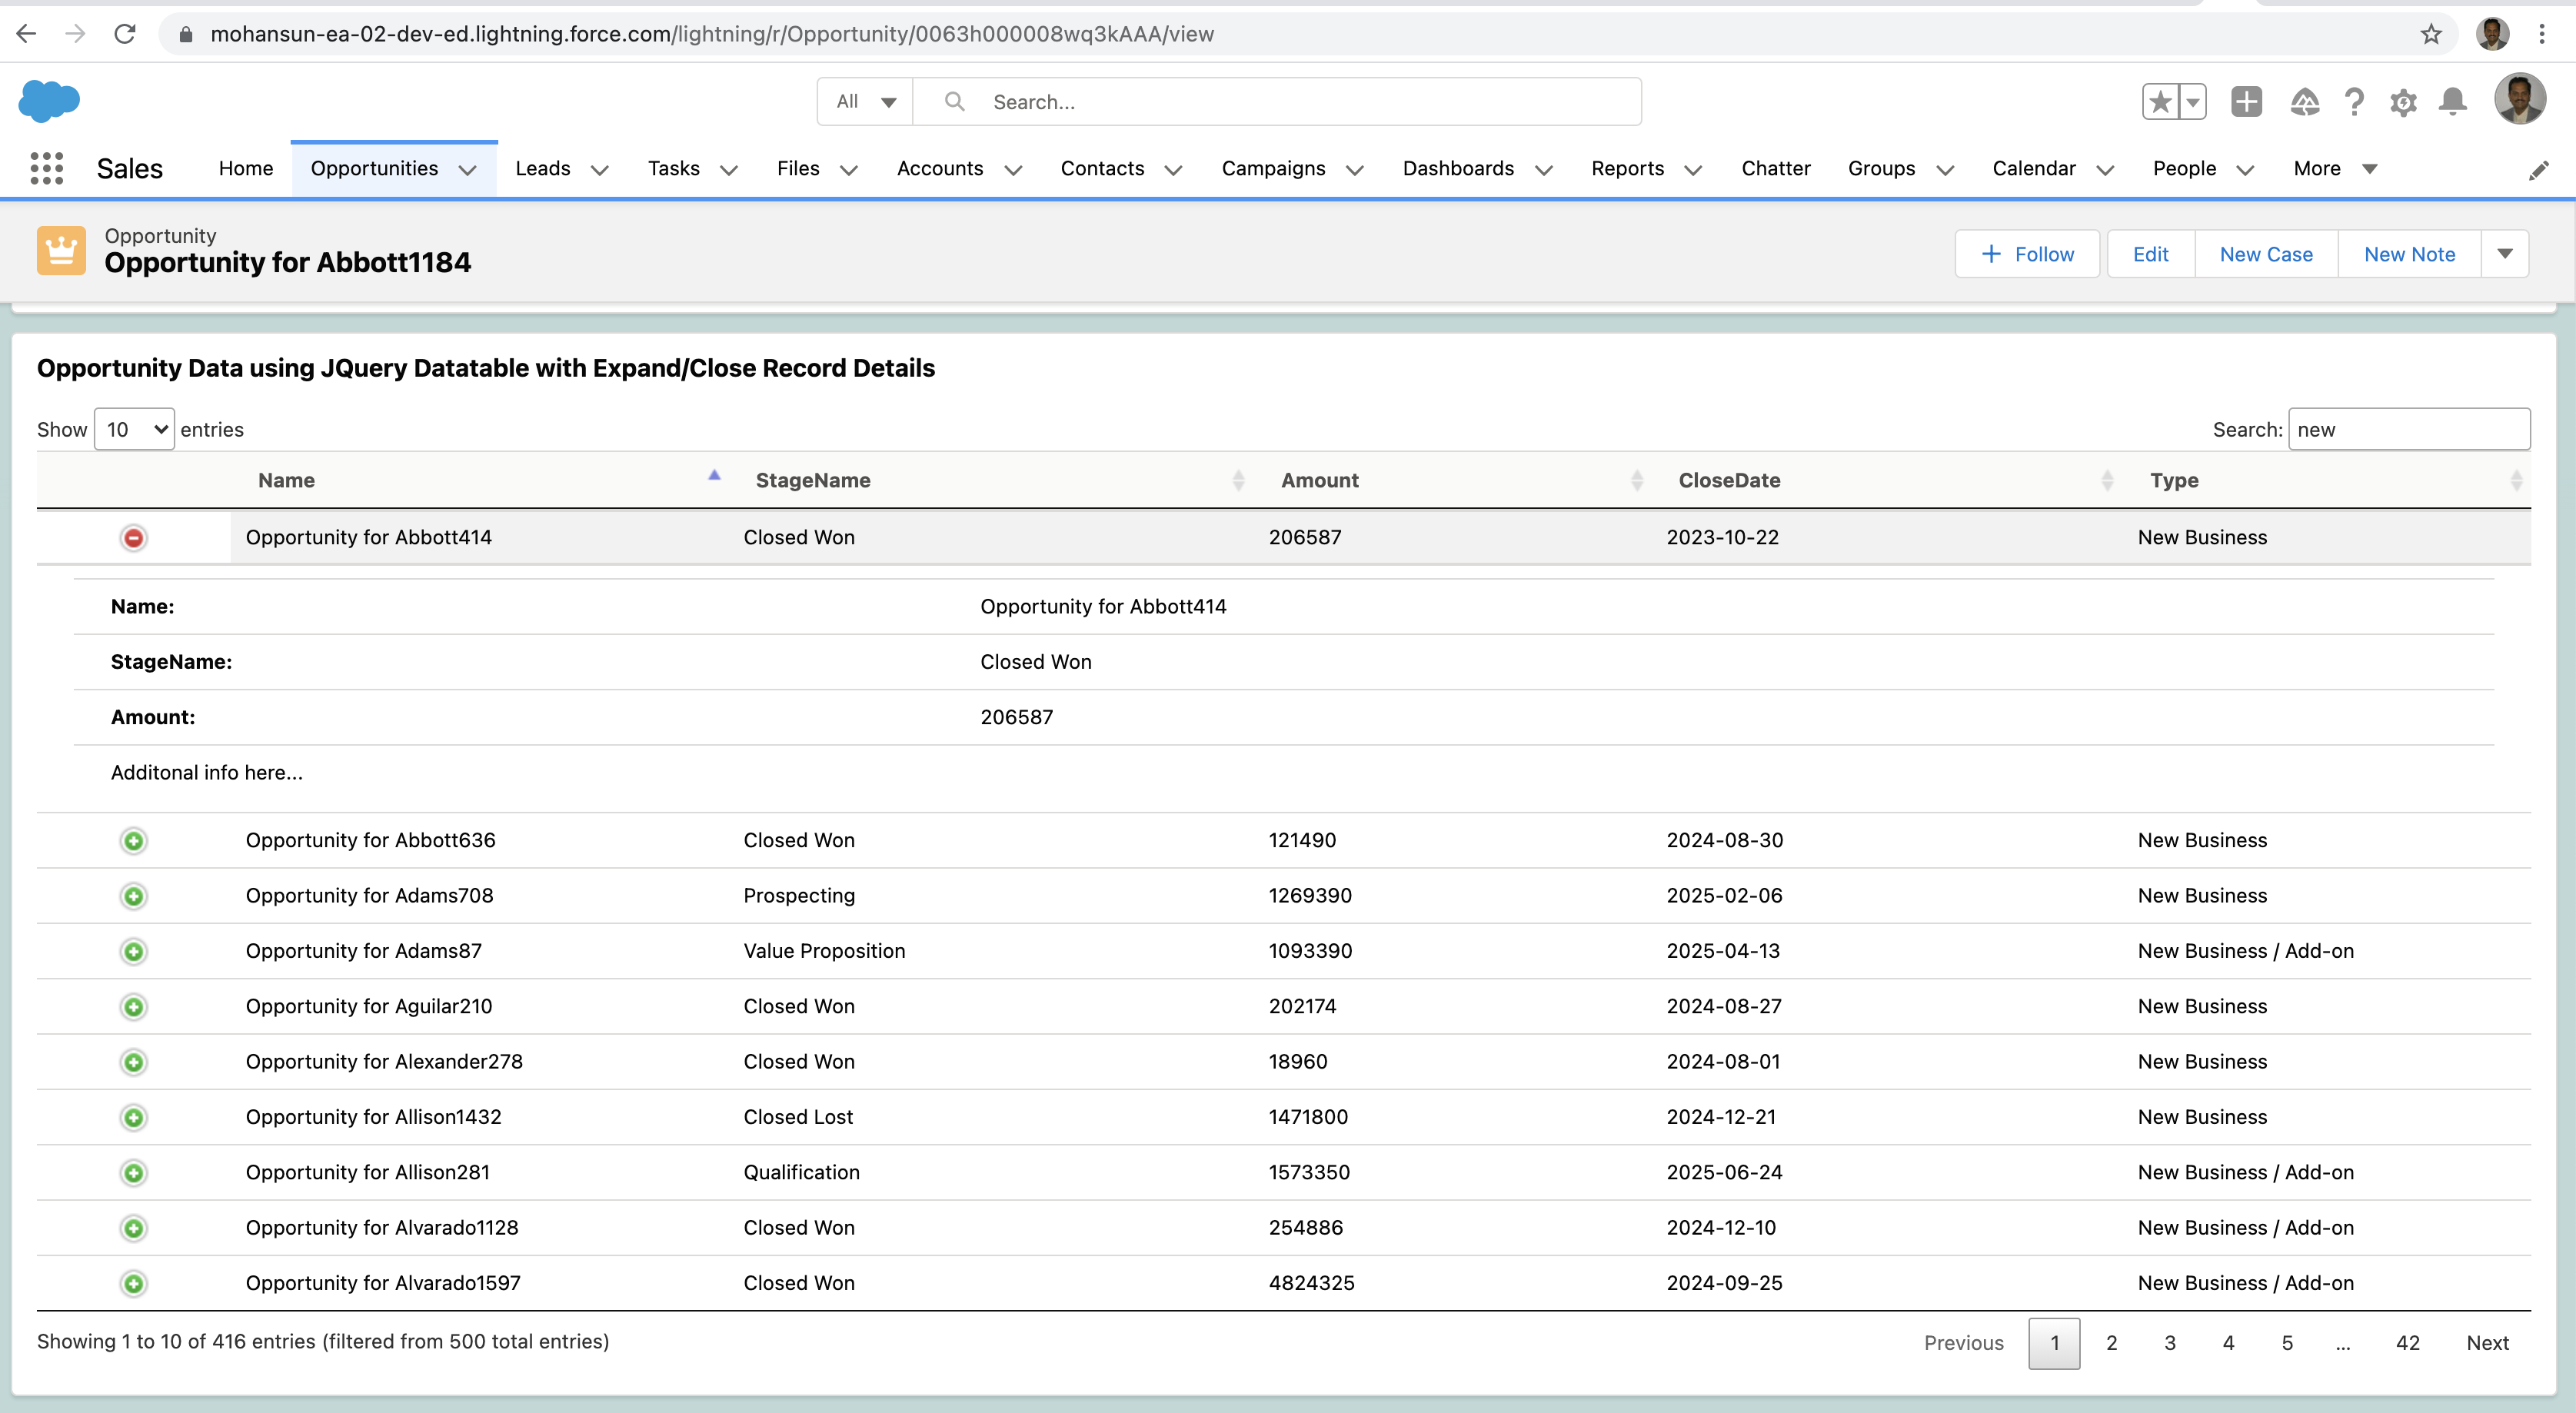 mohansun-ea-02-dev-ed.lightning.force.com/lightning/r/Opportunity/0063h000008wq3kAAA/view
All Search...
Sales Home Opportunities Leads Tasks Files Accounts Contacts Campaigns Dashboards Reports Chatter Groups Calendar People More
Opportunity
Opportunity for Abbott1184
Follow Edit New Case New Note
Opportunity Data using JQuery Datatable with Expand/Close Record Details
Show 10 entries Search: new
Name StageName Amount CloseDate Type
Opportunity for Abbott414 Closed Won 206587 2023-10-22 New Business
Name: Opportunity for Abbott414
StageName: Closed Won
Amount: 206587
Additonal info here...
Opportunity for Abbott636 Closed Won 121490 2024-08-30 New Business
Opportunity for Adams708 Prospecting 1269390 2025-02-06 New Business
Opportunity for Adams87 Value Proposition 1093390 2025-04-13 New Business / Add-on
Opportunity for Aguilar210 Closed Won 202174 2024-08-27 New Business
Opportunity for Alexander278 Closed Won 18960 2024-08-01 New Business
Opportunity for Allison1432 Closed Lost 1471800 2024-12-21 New Business
Opportunity for Allison281 Qualification 1573350 2025-06-24 New Business / Add-on
Opportunity for Alvarado1128 Closed Won 254886 2024-12-10 New Business / Add-on
Opportunity for Alvarado1597 Closed Won 4824325 2024-09-25 New Business / Add-on
Showing 1 to 10 of 416 entries (filtered from 500 total entries) Previous 1 2 3 4 5 ... 42 Next